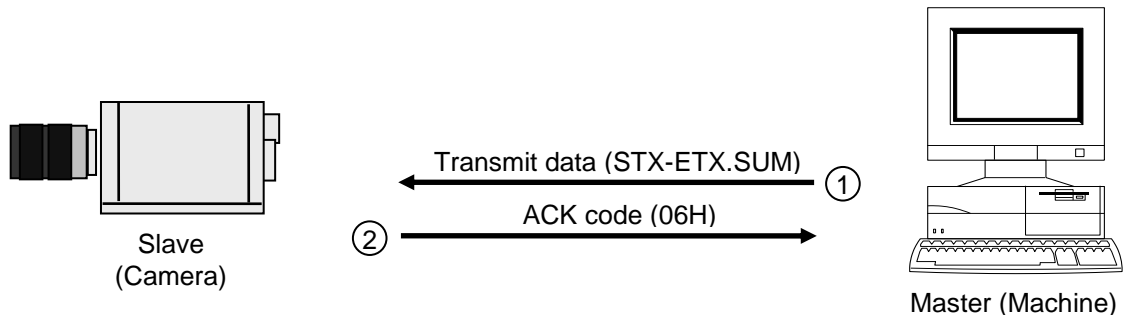 Transmit data (STX-ETX.SUM)
①
ACK code (06H)
②
Slave
(Camera)
Master (Machine)